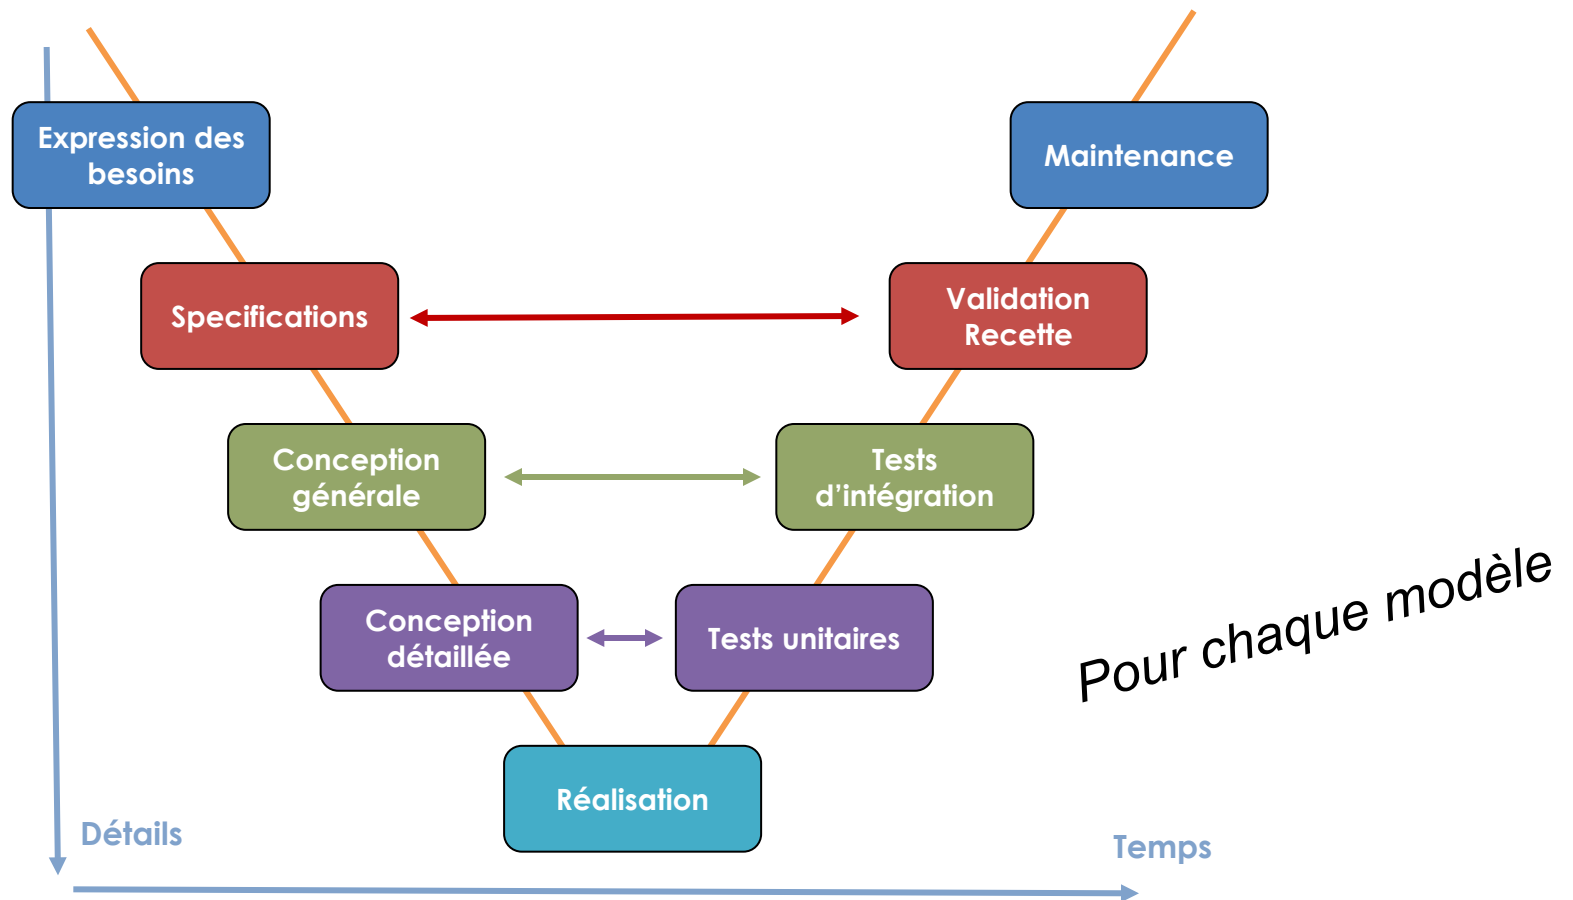 Expression des
besoins
Maintenance
Specifications
Validation
Recette
Conception
générale
Tests
d'intégration
Conception
détaillée
Tests unitaires
Pour chaque modèle
Réalisation
Détails
Temps